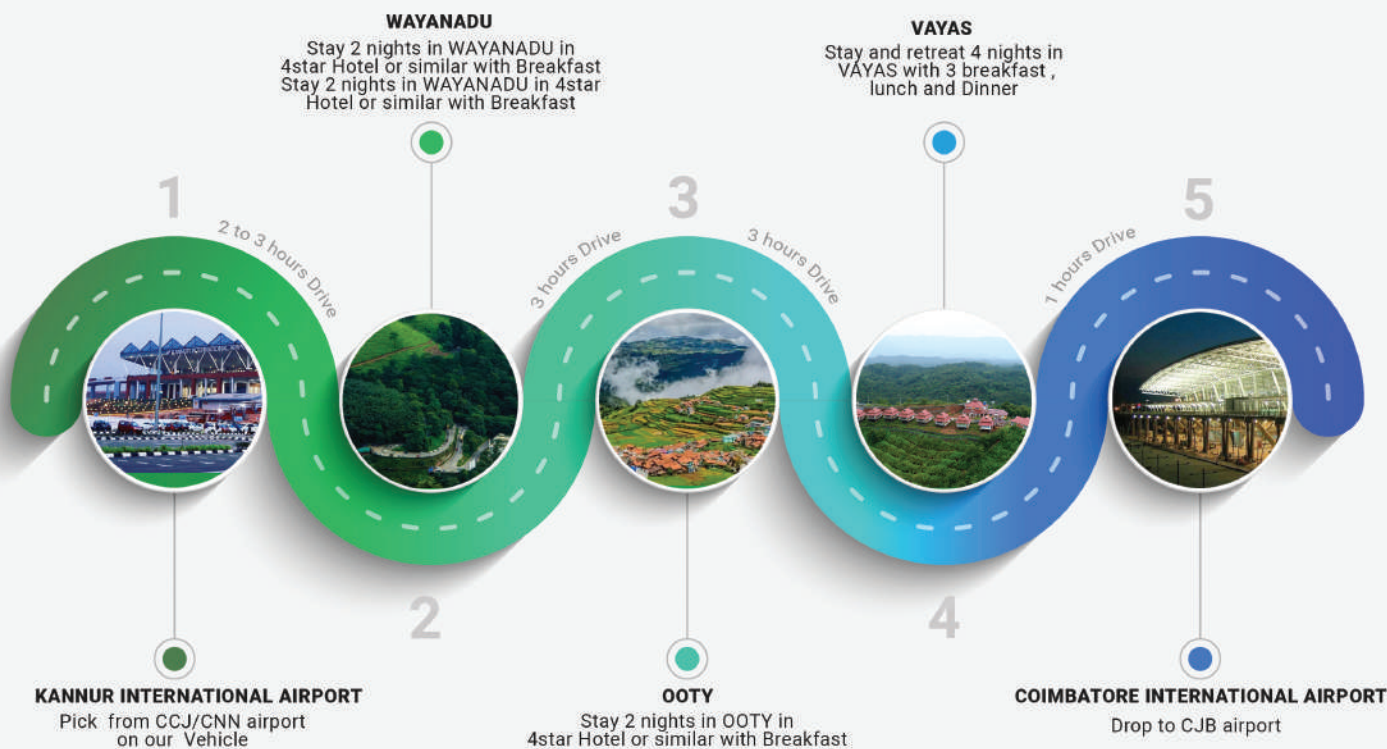 WAYANADU
Stay 2 nights in WAYANADU in
4star Hotel or similar with Breakfast
Stay 2 nights in WAYANADU in 4star
Hotel or similar with Breakfast
VAYAS
Stay and retreat 4 nights in
VAYAS with 3 breakfast ,
lunch and Dinner
1
2 to 3 hours Drive
3 hours Drive
3
3 hours Drive
1 hours Drive
5
2
4
KANNUR INTERNATIONAL AIRPORT
Pick from CCJ/CNN airport
on our Vehicle
OOTY
Stay 2 nights in OOTY in
4star Hotel or similar with Breakfast
COIMBATORE INTERNATIONAL AIRPORT
Drop to CJB airport